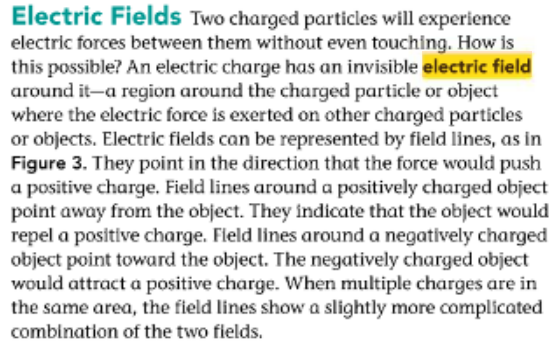 Electric Fields Two charged particles will experience
electric forces between them without even touching. How is
this possible? An electric charge has an invisible electric field
around it—a region around the charged particle or object
where the electric force is exerted on other charged particles
or objects. Electric fields can be represented by field lines, as in
Figure 3. They point in the direction that the force would push
a positive charge. Field lines around a positively charged object
point away from the object. They indicate that the object would
repel a positive charge. Field lines around a negatively charged
object point toward the object. The negatively charged object
would attract a positive charge. When multiple charges are in
the same area, the field lines show a slightly more complicated
combination of the two fields.